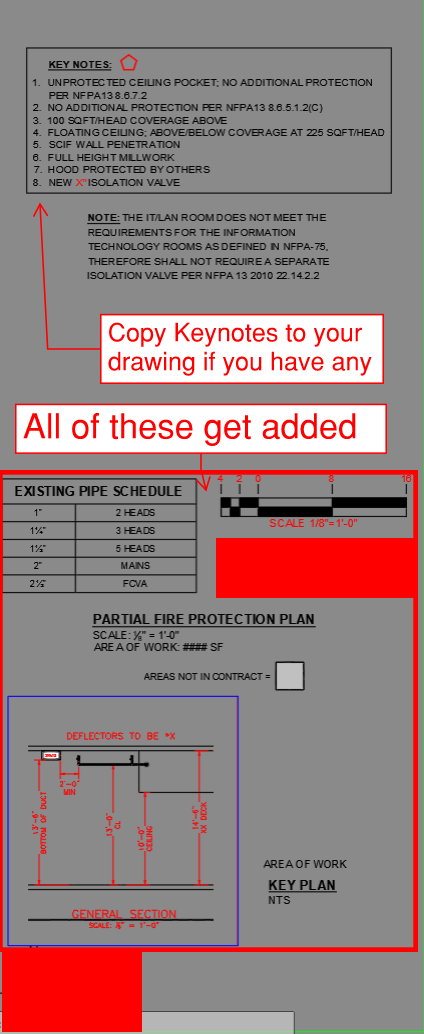 KEY NOTES:
1. UNPROTECTED CEILING POCKET; NO ADDITIONAL PROTECTION
PER NFPA13 8.6.7.2
2. NO ADDITIONAL PROTECTION PER NFPA13 8.6.5.1.2(C)
3. 100 SQFT/HEAD COVERAGE ABOVE
4. FLOATING CEILING; ABOVE/BELOW COVERAGE AT 225 SQFT/HEAD
5. SCIF WALL PENETRATION
6. FULL HEIGHT MILLWORK
7. HOOD PROTECTED BY OTHERS
8. NEW X" ISOLATION VALVE
NOTE: THE IT/LAN ROOM DOES NOT MEET THE
REQUIREMENTS FOR THE INFORMATION
TECHNOLOGY ROOMS AS DEFINED IN NFPA-75,
THEREFORE SHALL NOT REQUIRE A SEPARATE
ISOLATION VALVE PER NFPA 13 2010 22.14.2.2
Copy Keynotes to your
drawing if you have any
All of these get added
EXISTING PIPE SCHEDULE
1" 2 HEADS
1¼" 3 HEADS
1½" 5 HEADS
2" MAINS
2½" FCVA
4 2 0 8 16
SCALE 1/8"=1'-0"
PARTIAL FIRE PROTECTION PLAN
SCALE: ⅛" = 1'-0"
AREA OF WORK: #### SF
AREAS NOT IN CONTRACT =
DEFLECTORS TO BE *X
2'-0"
MIN
13'-6"
BOTTOM OF DUCT
13'-0"
CL
10'-0"
CEILING
14'-6"
XX DECK
GENERAL SECTION
SCALE: ⅛" = 1'-0"
AREA OF WORK
KEY PLAN
NTS